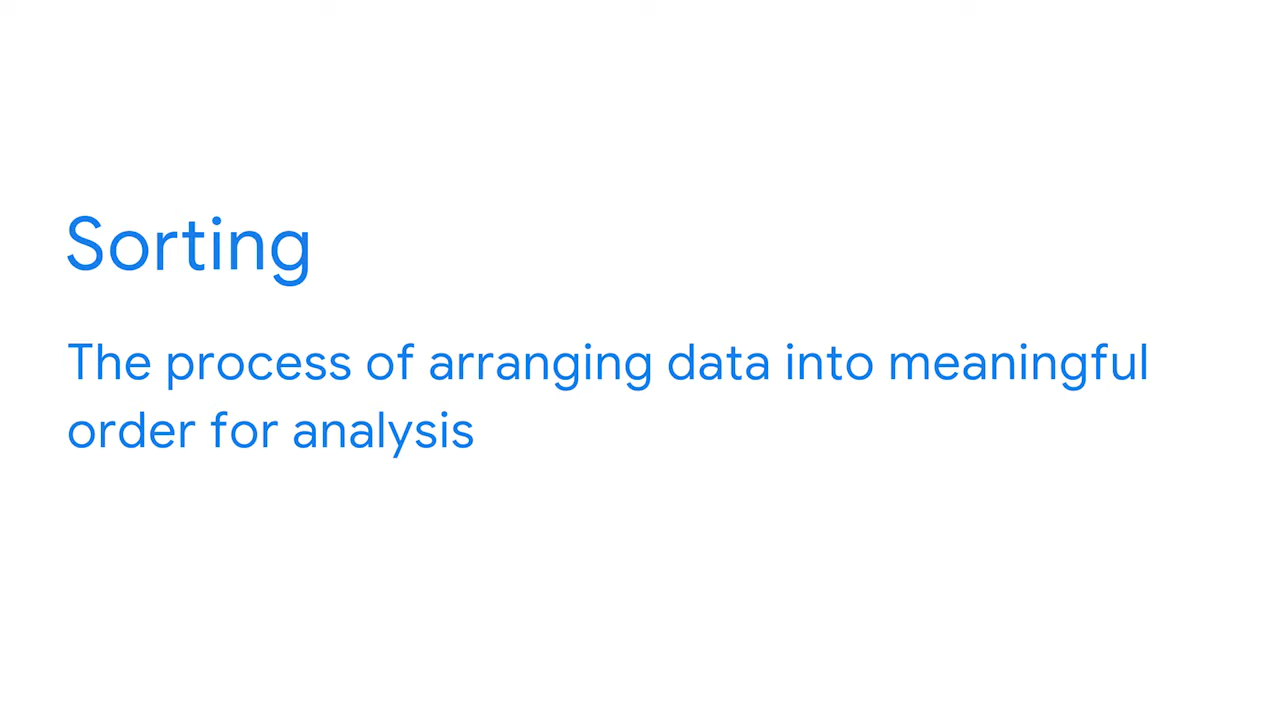 Sorting
The process of arranging data into meaningful
order for analysis